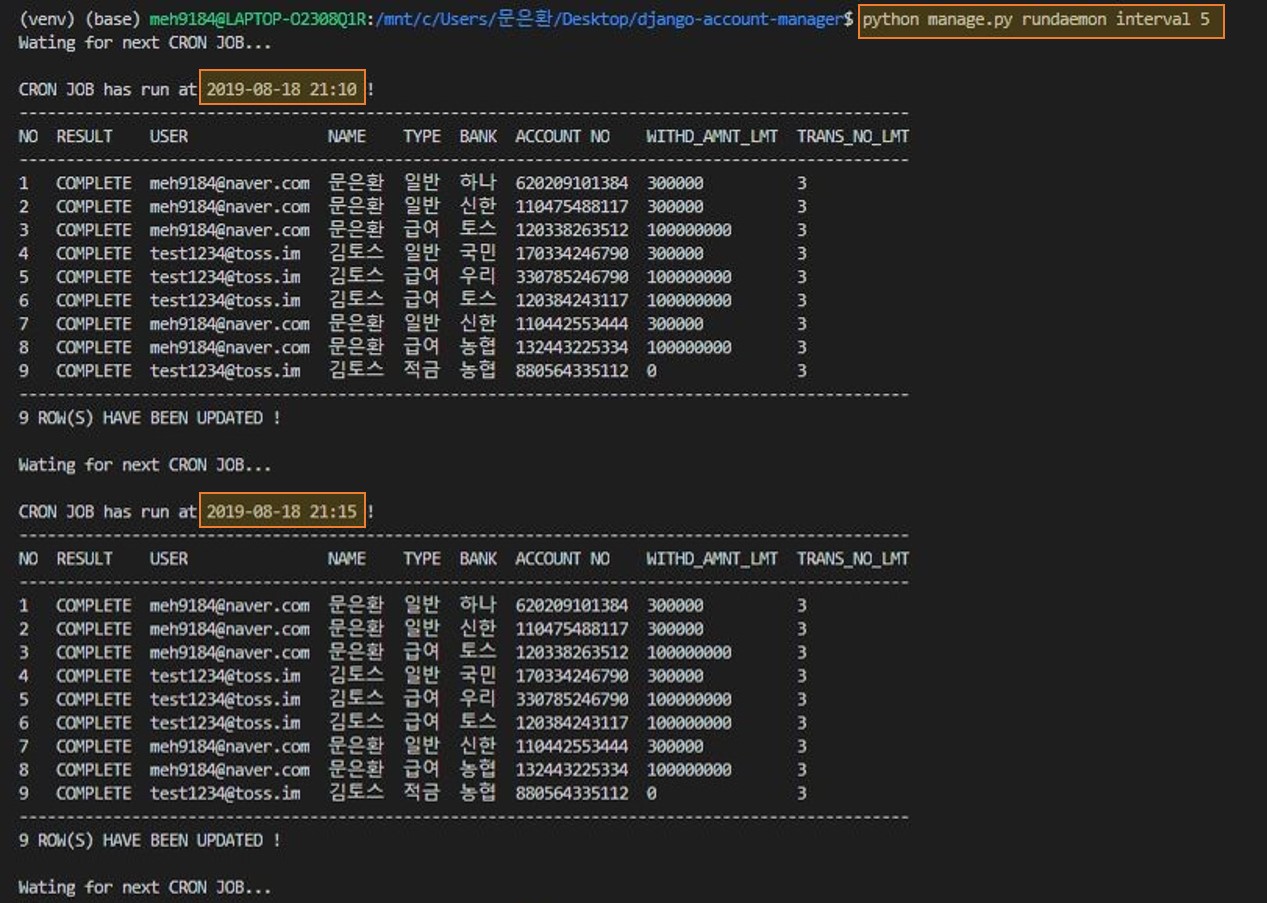 (venv) (base) meh9184@LAPTOP-O2308Q1R:/mnt/c/Users/문은환/Desktop/django-account-manager$ python manage.py rundaemon interval 5
Wating for next CRON JOB...
CRON JOB has run at 2019-08-18 21:10 !
--------------------------------------------------------------------------------------------
NO RESULT USER NAME TYPE BANK ACCOUNT NO WITHD_AMNT_LMT TRANS_NO_LMT
--------------------------------------------------------------------------------------------
1 COMPLETE meh9184@naver.com 문은환 일반 하나 620209101384 300000 3
2 COMPLETE meh9184@naver.com 문은환 일반 신한 110475488117 300000 3
3 COMPLETE meh9184@naver.com 문은환 급여 토스 120338263512 100000000 3
4 COMPLETE test1234@toss.im 김토스 일반 국민 170334246790 300000 3
5 COMPLETE test1234@toss.im 김토스 급여 우리 330785246790 100000000 3
6 COMPLETE test1234@toss.im 김토스 급여 토스 120384243117 100000000 3
7 COMPLETE meh9184@naver.com 문은환 일반 신한 110442553444 300000 3
8 COMPLETE meh9184@naver.com 문은환 급여 농협 132443225334 100000000 3
9 COMPLETE test1234@toss.im 김토스 적금 농협 880564335112 0 3
--------------------------------------------------------------------------------------------
9 ROW(S) HAVE BEEN UPDATED !
Wating for next CRON JOB...
CRON JOB has run at 2019-08-18 21:15 !
--------------------------------------------------------------------------------------------
NO RESULT USER NAME TYPE BANK ACCOUNT NO WITHD_AMNT_LMT TRANS_NO_LMT
--------------------------------------------------------------------------------------------
1 COMPLETE meh9184@naver.com 문은환 일반 하나 620209101384 300000 3
2 COMPLETE meh9184@naver.com 문은환 일반 신한 110475488117 300000 3
3 COMPLETE meh9184@naver.com 문은환 급여 토스 120338263512 100000000 3
4 COMPLETE test1234@toss.im 김토스 일반 국민 170334246790 300000 3
5 COMPLETE test1234@toss.im 김토스 급여 우리 330785246790 100000000 3
6 COMPLETE test1234@toss.im 김토스 급여 토스 120384243117 100000000 3
7 COMPLETE meh9184@naver.com 문은환 일반 신한 110442553444 300000 3
8 COMPLETE meh9184@naver.com 문은환 급여 농협 132443225334 100000000 3
9 COMPLETE test1234@toss.im 김토스 적금 농협 880564335112 0 3
--------------------------------------------------------------------------------------------
9 ROW(S) HAVE BEEN UPDATED !
Wating for next CRON JOB...